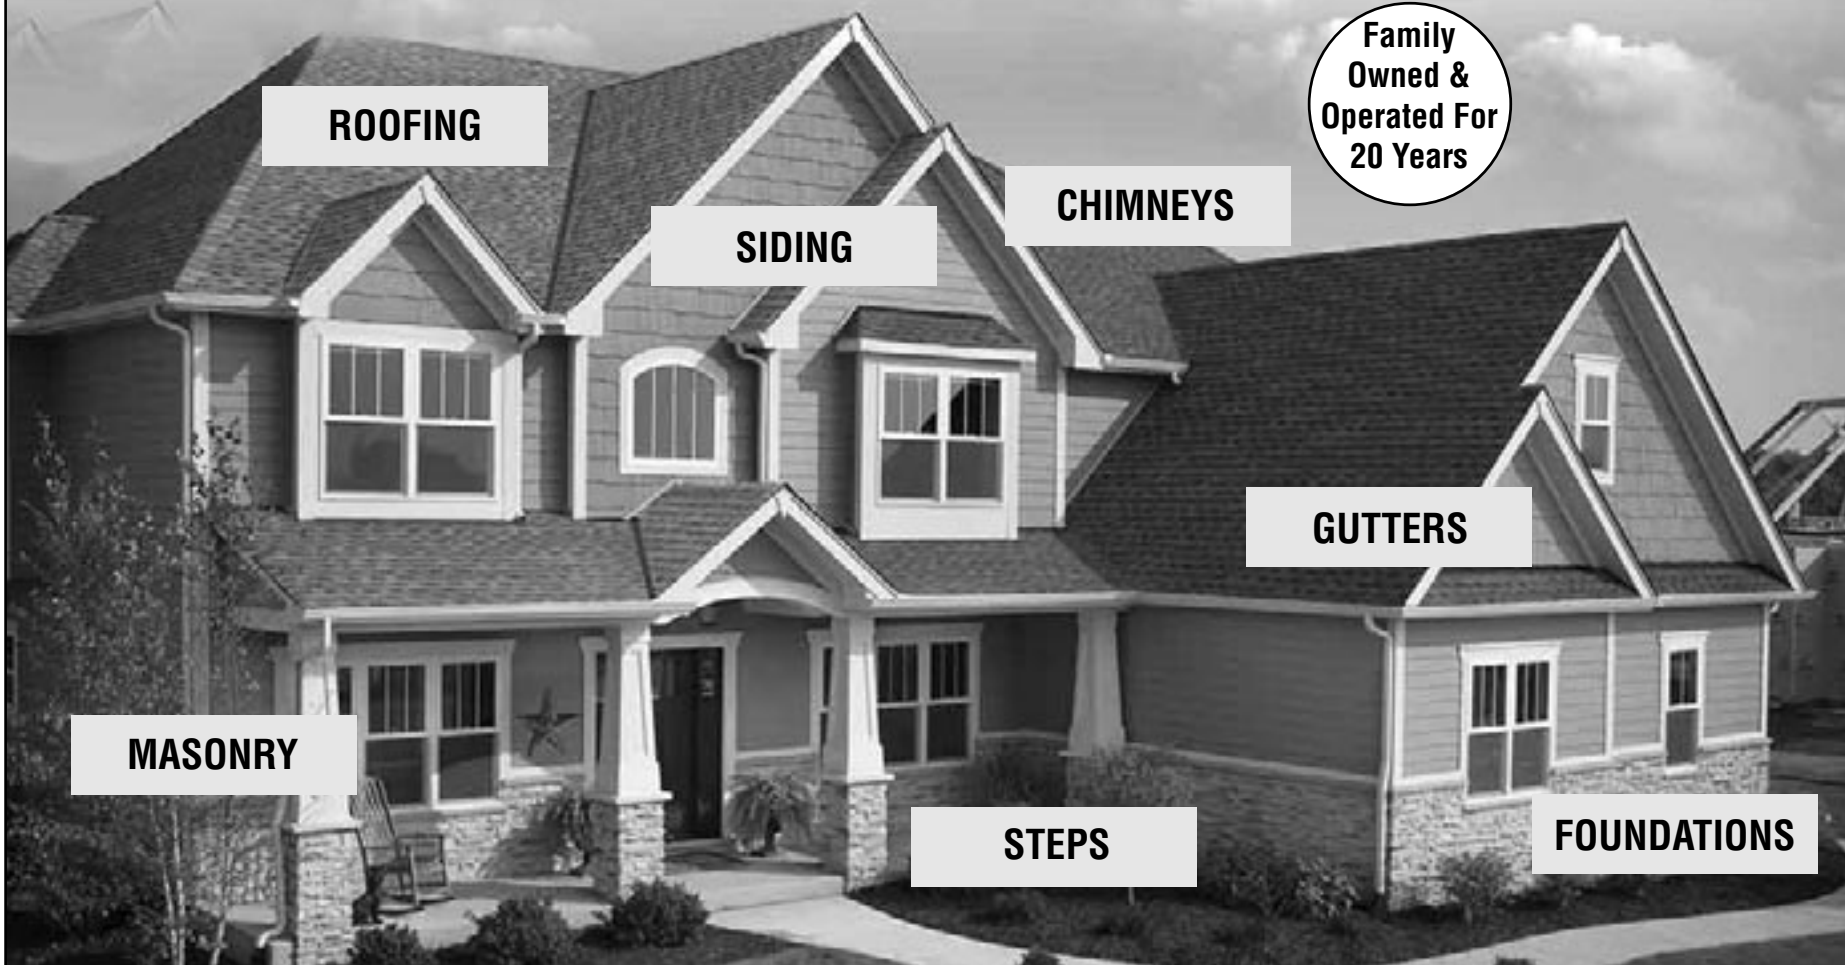 Family
Owned &
Operated For
20 Years
ROOFING
CHIMNEYS
SIDING
GUTTERS
MASONRY
STEPS
FOUNDATIONS